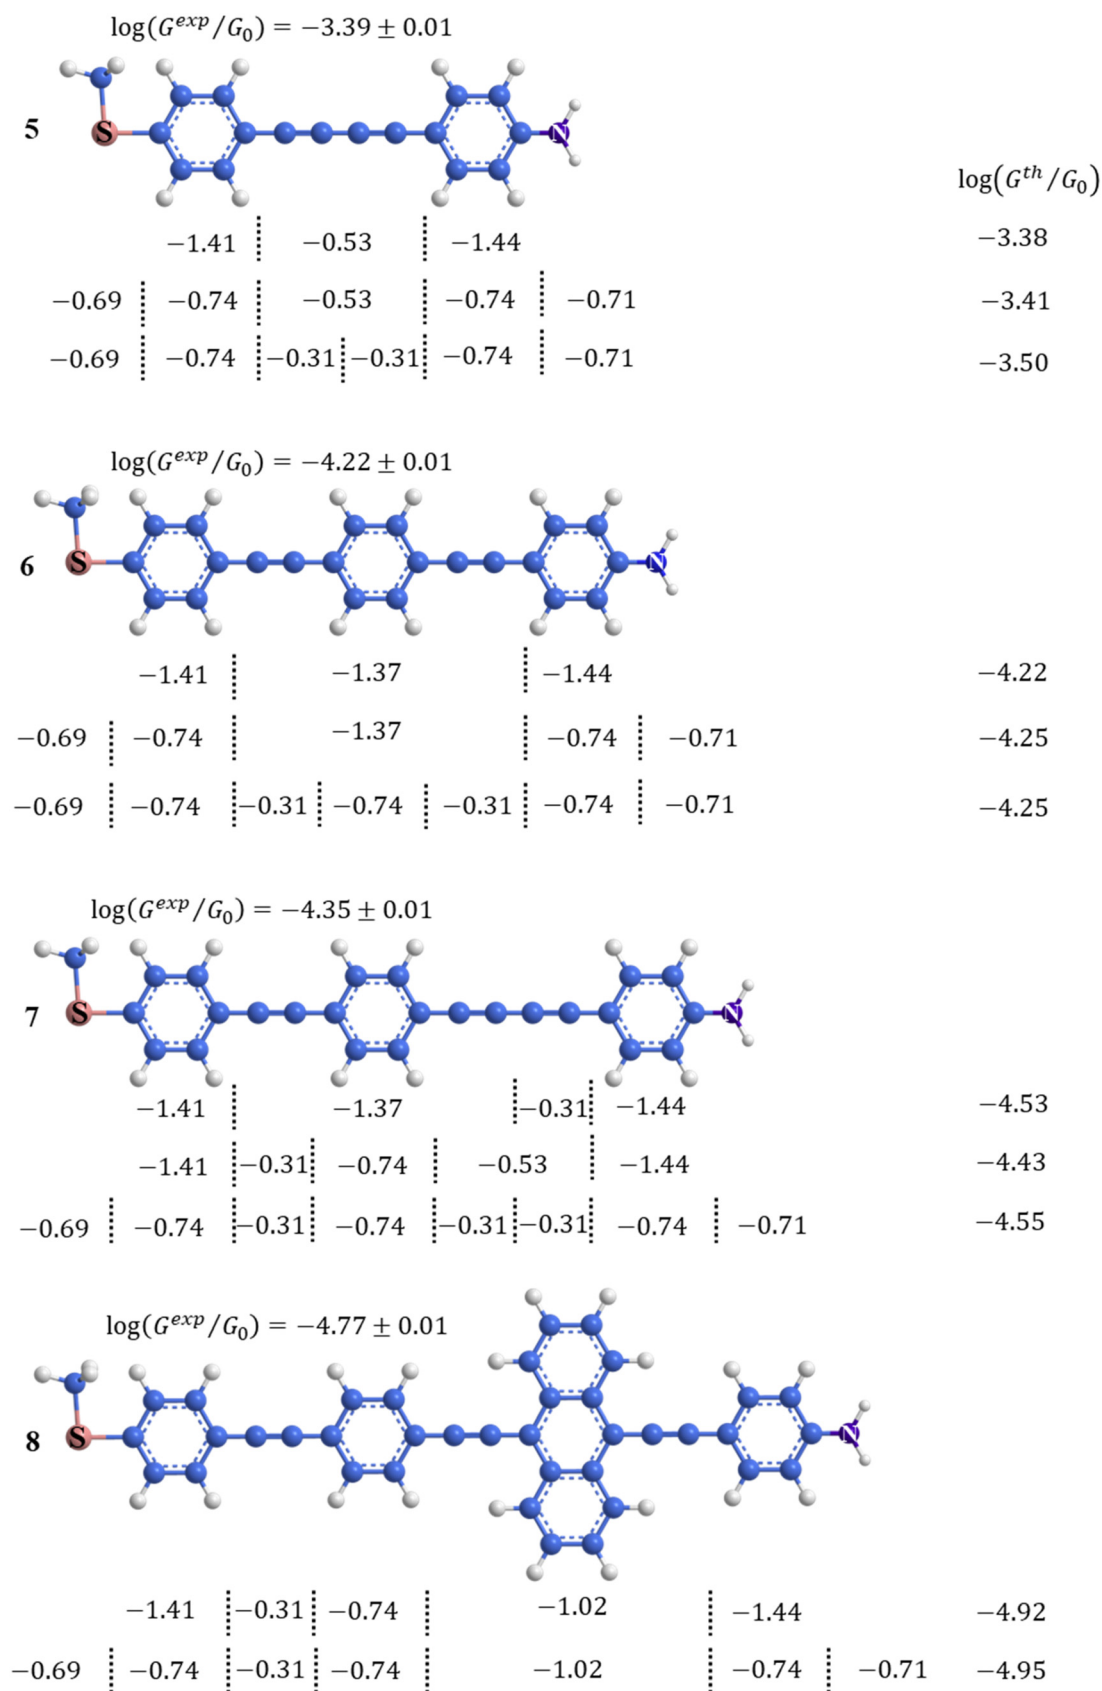 log(G^exp/G₀) = −3.39 ± 0.01
5 S N
log(G^th/G₀)
−1.41 −0.53 −1.44 −3.38
−0.69 −0.74 −0.53 −0.74 −0.71 −3.41
−0.69 −0.74 −0.31 −0.31 −0.74 −0.71 −3.50
log(G^exp/G₀) = −4.22 ± 0.01
6 S N
−1.41 −1.37 −1.44 −4.22
−0.69 −0.74 −1.37 −0.74 −0.71 −4.25
−0.69 −0.74 −0.31 −0.74 −0.31 −0.74 −0.71 −4.25
log(G^exp/G₀) = −4.35 ± 0.01
7 S N
−1.41 −1.37 −0.31 −1.44 −4.53
−1.41 −0.31 −0.74 −0.53 −1.44 −4.43
−0.69 −0.74 −0.31 −0.74 −0.31 −0.31 −0.74 −0.71 −4.55
log(G^exp/G₀) = −4.77 ± 0.01
8 S N
−1.41 −0.31 −0.74 −1.02 −1.44 −4.92
−0.69 −0.74 −0.31 −0.74 −1.02 −0.74 −0.71 −4.95